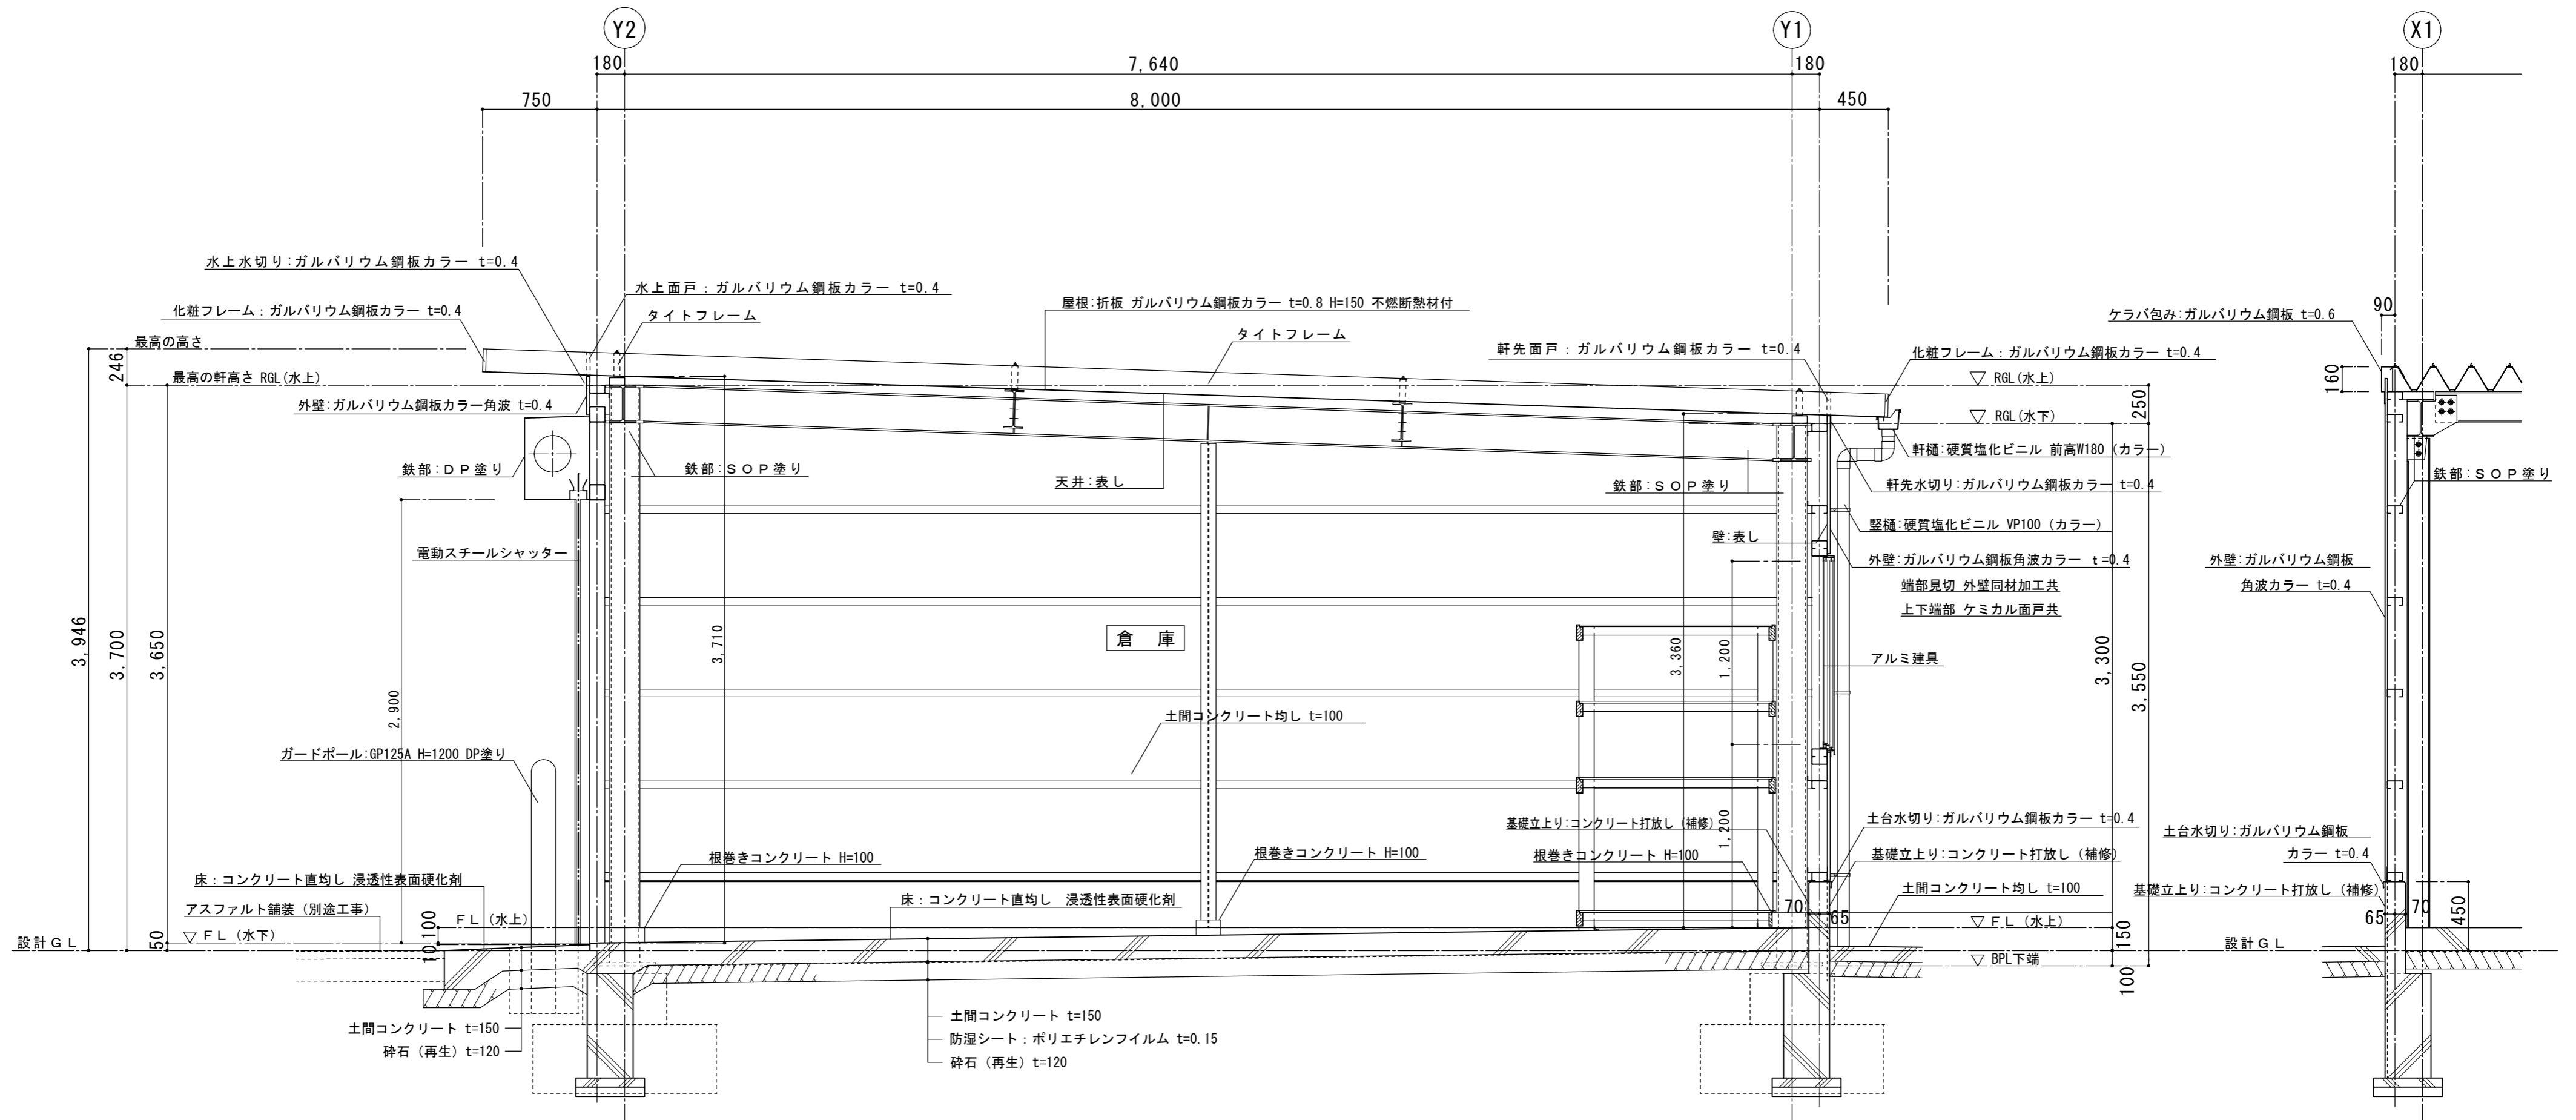 Y2
Y1
X1
180
7,640
180
180
750
8,000
450
水上水切り:ガルバリウム鋼板カラー t=0.4
水上面戸：ガルバリウム鋼板カラー t=0.4
化粧フレーム：ガルバリウム鋼板カラー t=0.4
タイトフレーム
屋根:折板 ガルバリウム鋼板カラー t=0.8 H=150 不燃断熱材付
タイトフレーム
90
ケラバ包み:ガルバリウム鋼板 t=0.6
最高の高さ
軒先面戸：ガルバリウム鋼板カラー t=0.4
化粧フレーム：ガルバリウム鋼板カラー t=0.4
246
最高の軒高さ RGL(水上)
▽ RGL(水上)
160
外壁:ガルバリウム鋼板カラー角波 t=0.4
250
▽ RGL(水下)
軒樋:硬質塩化ビニル 前高W180（カラー）
鉄部:ＤＰ塗り
鉄部:ＳＯＰ塗り
天井:表し
鉄部:ＳＯＰ塗り
軒先水切り:ガルバリウム鋼板カラー t=0.4
鉄部:ＳＯＰ塗り
竪樋:硬質塩化ビニル VP100（カラー）
壁:表し
電動スチールシャッター
外壁:ガルバリウム鋼板角波カラー t=0.4
外壁:ガルバリウム鋼板
端部見切 外壁同材加工共
角波カラー t=0.4
上下端部 ケミカル面戸共
3,946
3,700
3,650
2,900
3,710
倉 庫
3,360
1,200
アルミ建具
3,300
3,550
土間コンクリート均し t=100
ガードポール:GP125A H=1200 DP塗り
1,200
基礎立上り:コンクリート打放し（補修）
土台水切り:ガルバリウム鋼板カラー t=0.4
土台水切り:ガルバリウム鋼板
カラー t=0.4
根巻きコンクリート H=100
根巻きコンクリート H=100
根巻きコンクリート H=100
基礎立上り:コンクリート打放し（補修）
床：コンクリート直均し 浸透性表面硬化剤
土間コンクリート均し t=100
基礎立上り:コンクリート打放し（補修）
床：コンクリート直均し 浸透性表面硬化剤
アスファルト舗装（別途工事）
70
65
65
70
450
ＦＬ（水上）
▽ ＦＬ（水上）
100
10
50
▽ ＦＬ（水下）
設計ＧＬ
150
設計ＧＬ
▽ BPL下端
100
土間コンクリート t=150
砕石（再生）t=120
土間コンクリート t=150
防湿シート：ポリエチレンフイルム t=0.15
砕石（再生）t=120